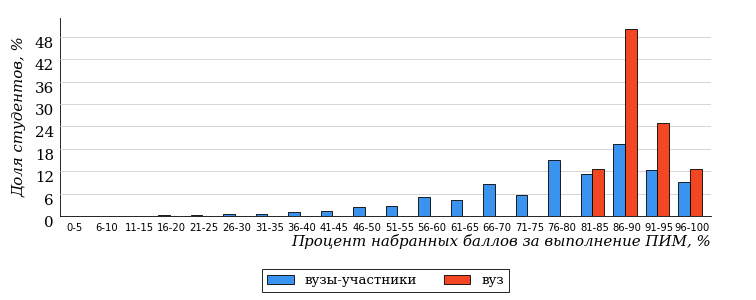 Доля студентов, %
48
42
36
30
24
18
12
6
0
0-5 6-10 11-15 16-20 21-25 26-30 31-35 36-40 41-45 46-50 51-55 56-60 61-65 66-70 71-75 76-80 81-85 86-90 91-95 96-100
Процент набранных баллов за выполнение ПИМ, %
вузы-участники вуз